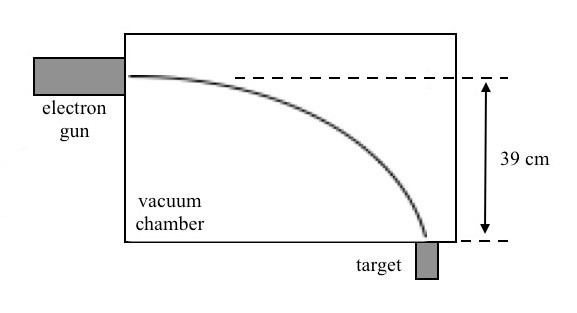 electron
gun
39 cm
vacuum
chamber
target